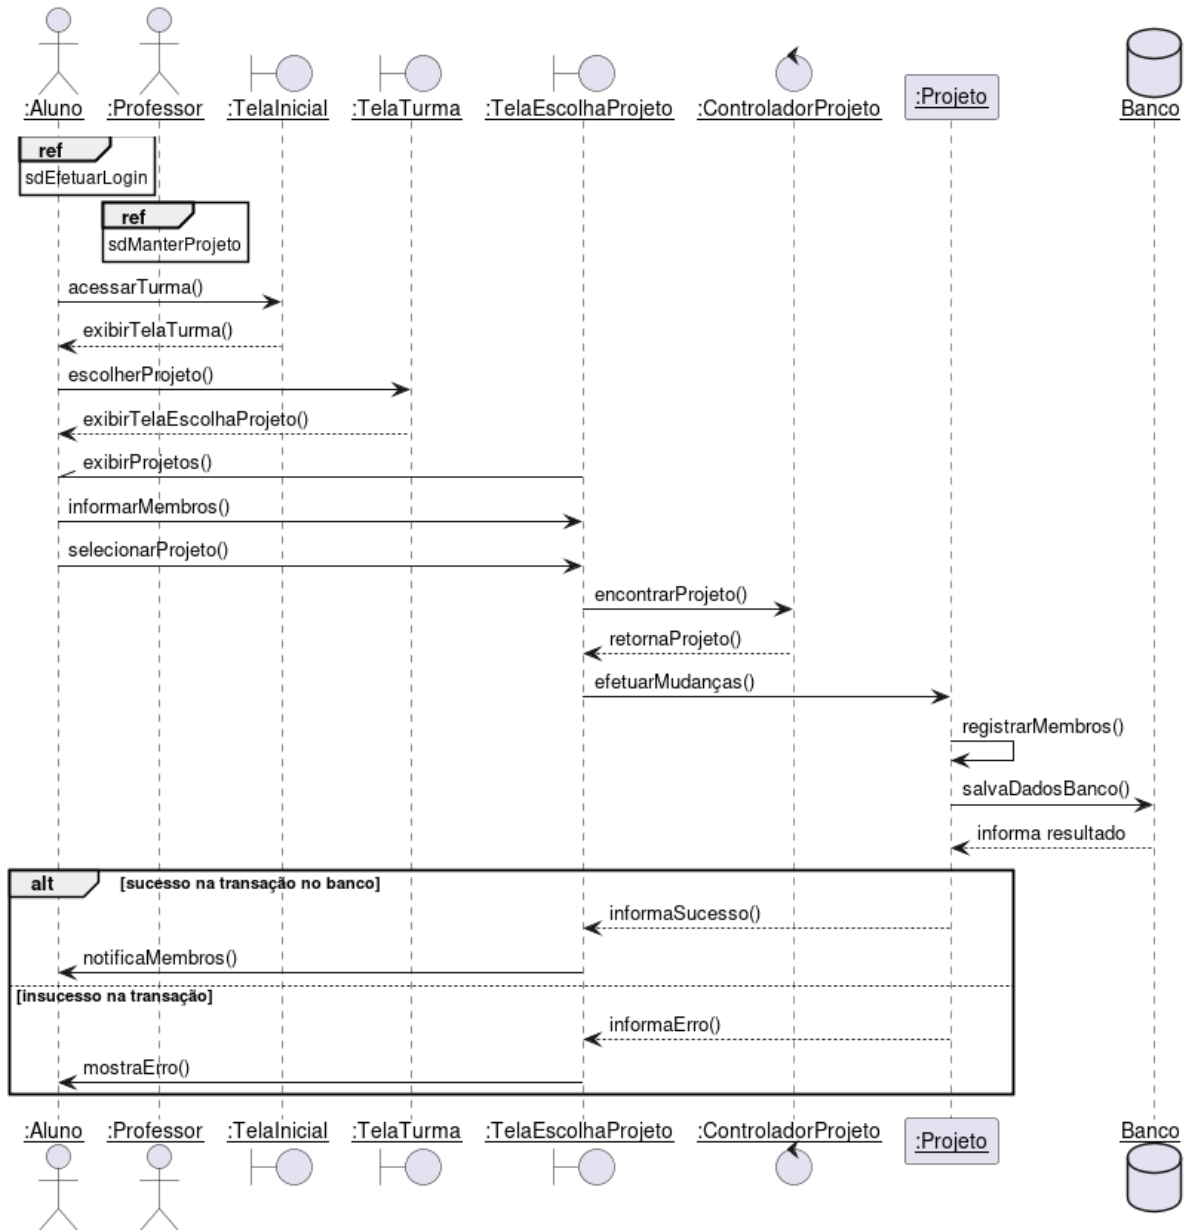 :Aluno :Professor :TelaInicial :TelaTurma :TelaEscolhaProjeto :ControladorProjeto :Projeto Banco
ref
sdEfetuarLogin
ref
sdManterProjeto
acessarTurma()
exibirTelaTurma()
escolherProjeto()
exibirTelaEscolhaProjeto()
exibirProjetos()
informarMembros()
selecionarProjeto()
encontrarProjeto()
retornaProjeto()
efetuarMudanças()
registrarMembros()
salvaDadosBanco()
informa resultado
alt [sucesso na transação no banco]
informaSucesso()
notificaMembros()
[insucesso na transação]
informaErro()
mostraErro()
:Aluno :Professor :TelaInicial :TelaTurma :TelaEscolhaProjeto :ControladorProjeto :Projeto Banco